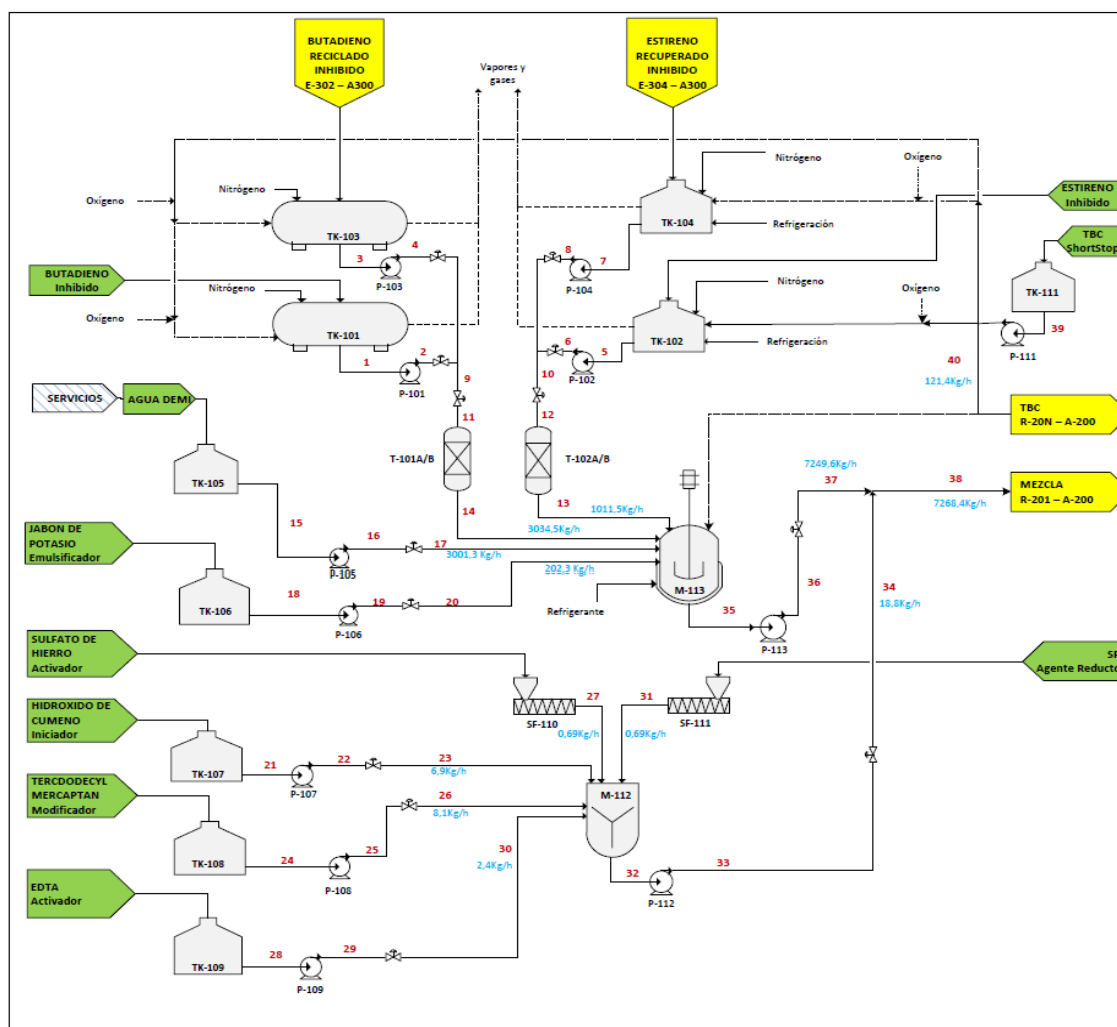 BUTADIENO
RECICLADO
INHIBIDO
E-302 – A300
Vapores y
gases
ESTIRENO
RECUPERADO
INHIBIDO
E-304 – A300
Nitrógeno
Oxígeno
Oxígeno
Nitrógeno
ESTIRENO
Inhibido
TK-103
TK-104
Refrigeración
4
8
7
TBC
ShortStop
3
P-103
P-104
BUTADIENO
Inhibido
Nitrógeno
Nitrógeno
Oxígeno
TK-111
Oxígeno
TK-101
TK-102
39
Refrigeración
P-111
1
2
6
5
40
P-101
9
10
P-102
121,4Kg/h
SERVICIOS
AGUA DEMI
11
12
TBC
R-20N – A-200
T-101A/B
T-102A/B
7249,6Kg/h
TK-105
37
38
MEZCLA
R-201 – A-200
14
13
1011,5Kg/h
7268,4Kg/h
15
3034,5Kg/h
JABON DE
POTASIO
Emulsificador
16
17
3001,3 Kg/h
P-105
202,3 Kg/h
M-113
36
34
18,8Kg/h
18
19
20
TK-106
P-106
Refrigerante
35
P-113
SULFATO DE
HIERRO
Activador
SF
Agente Reducto
27
31
SF-110
SF-111
0,69Kg/h
0,69Kg/h
HIDROXIDO DE
CUMENO
Iniciador
TK-107
21
22
23
6,9Kg/h
P-107
M-112
TERCDODECYL
MERCAPTAN
Modificador
26
8,1Kg/h
TK-108
24
25
P-108
30
2,4Kg/h
32
33
P-112
EDTA
Activador
TK-109
28
29
P-109